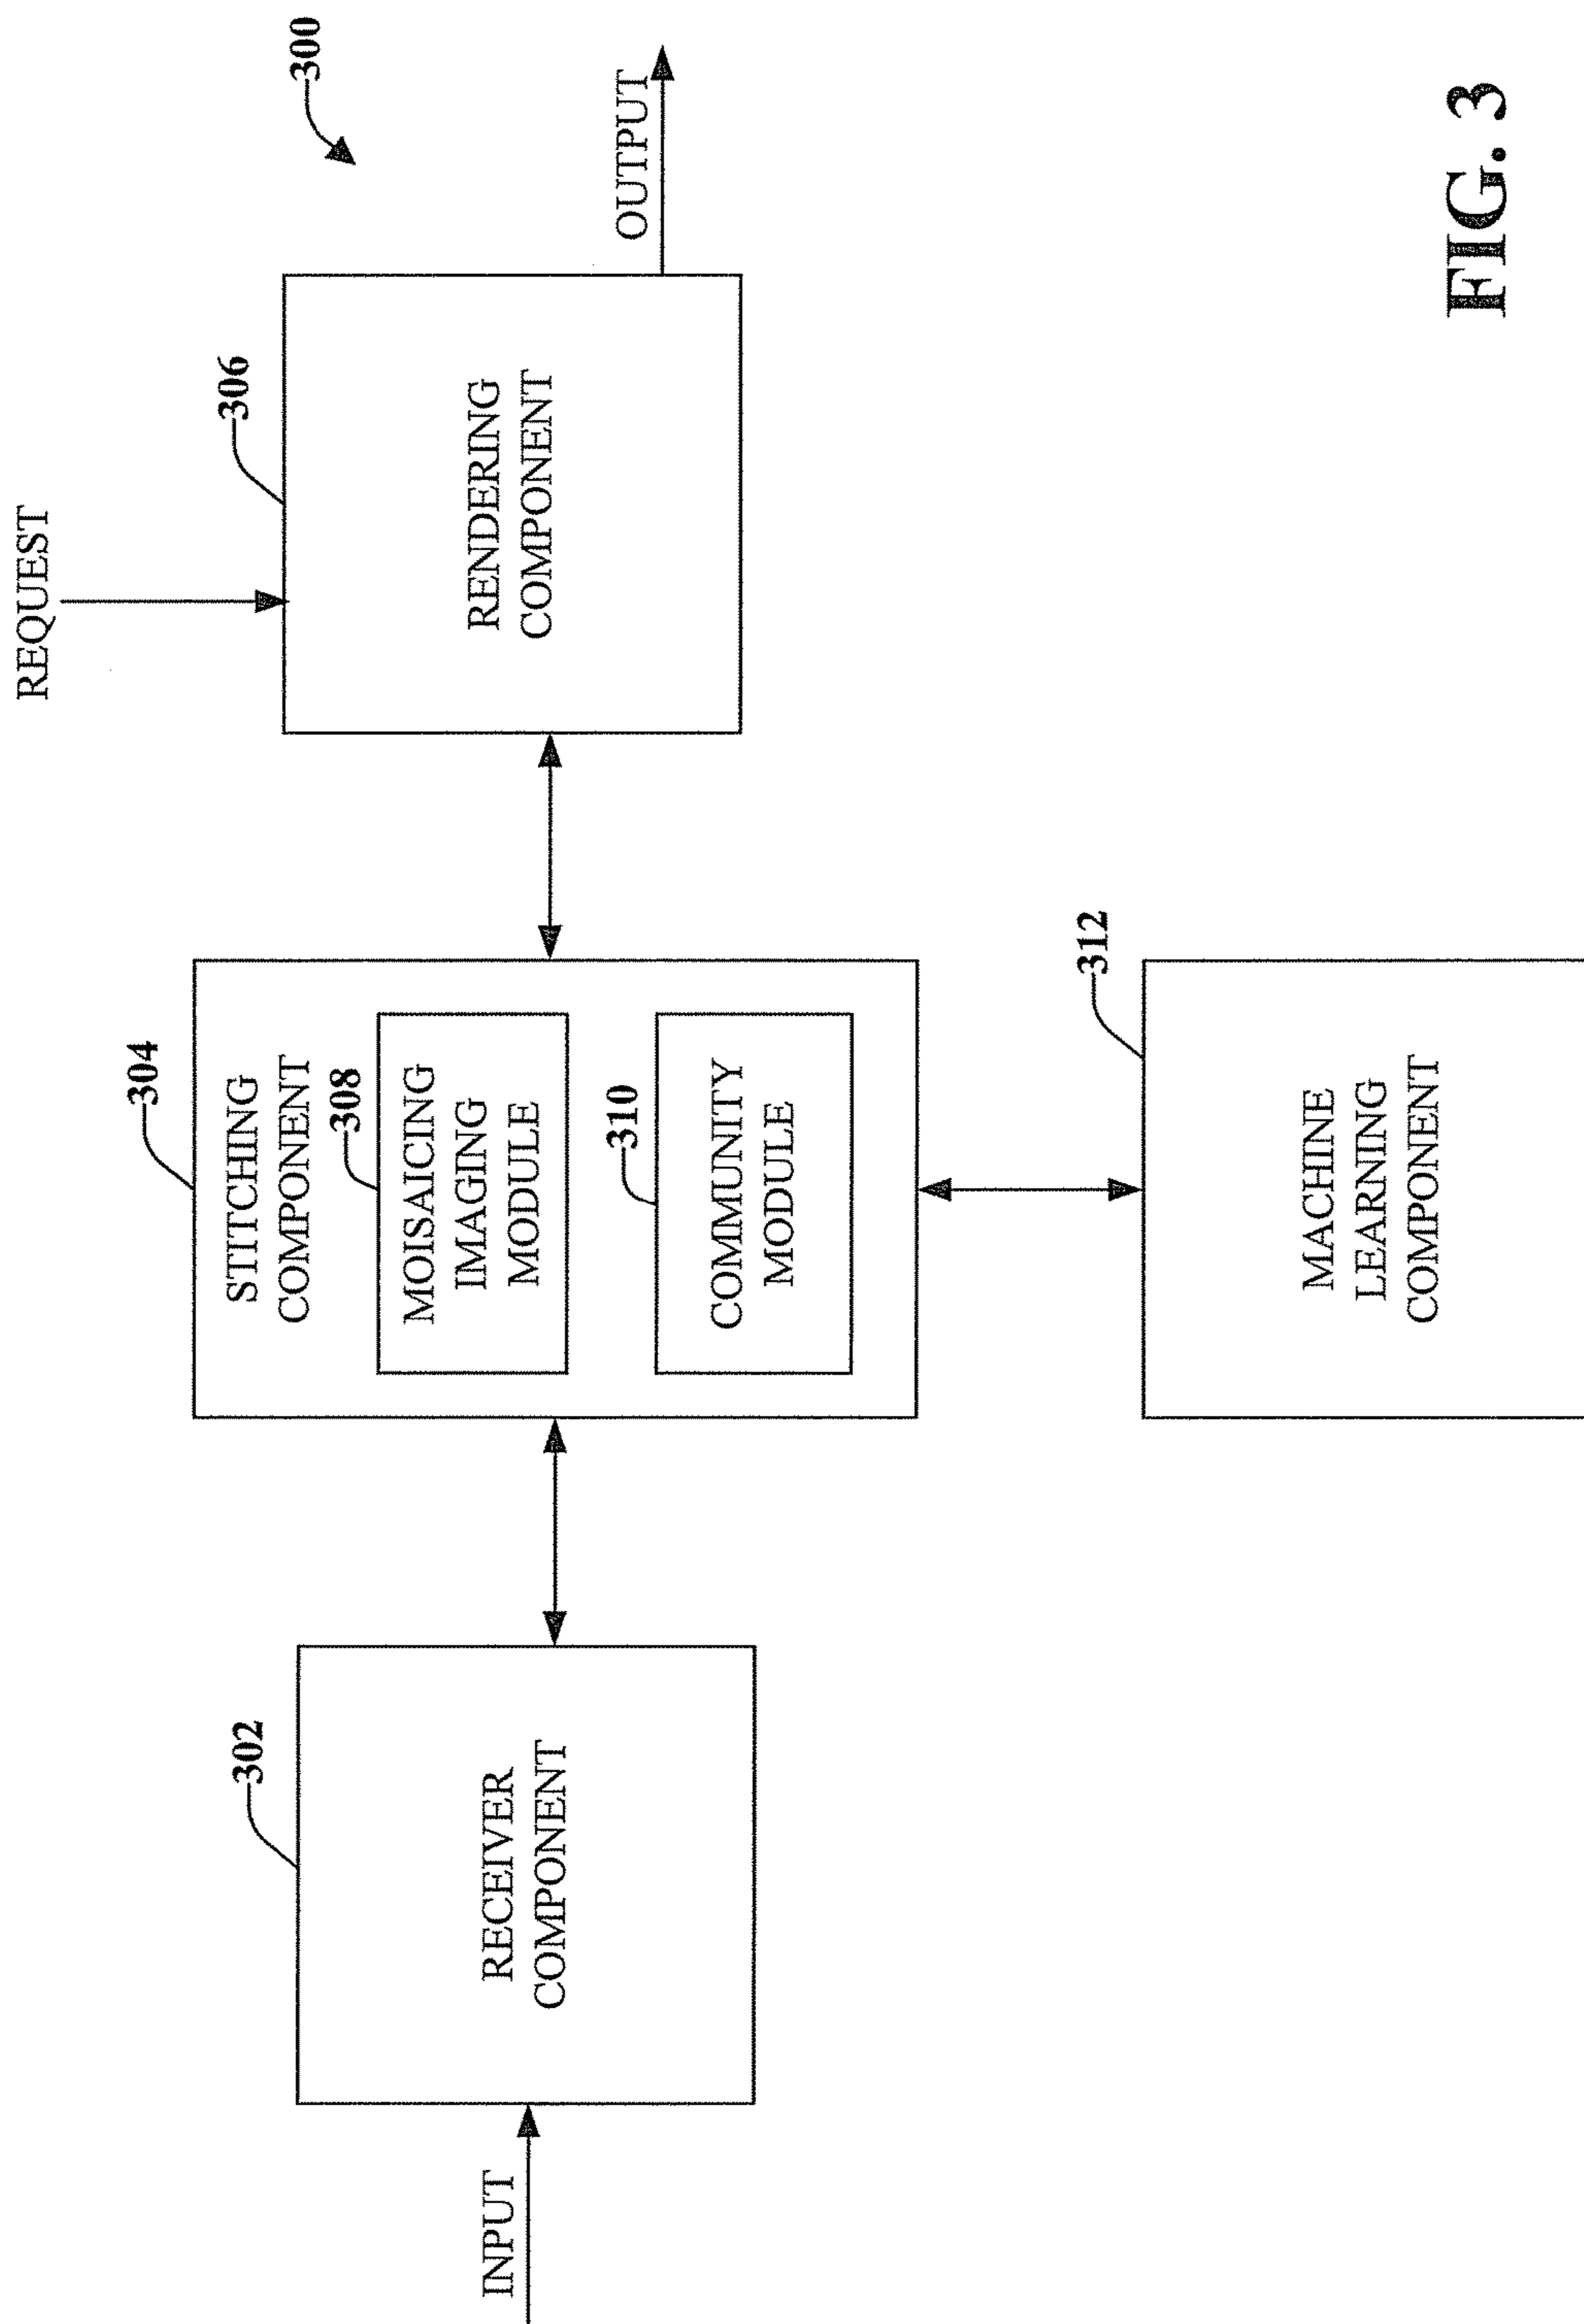 300
REQUEST
306
RENDERING
COMPONENT
OUTPUT
304
STITCHING
COMPONENT
308
MOISAICING
IMAGING
MODULE
310
COMMUNITY
MODULE
302
RECEIVER
COMPONENT
INPUT
312
MACHINE
LEARNING
COMPONENT
FIG. 3